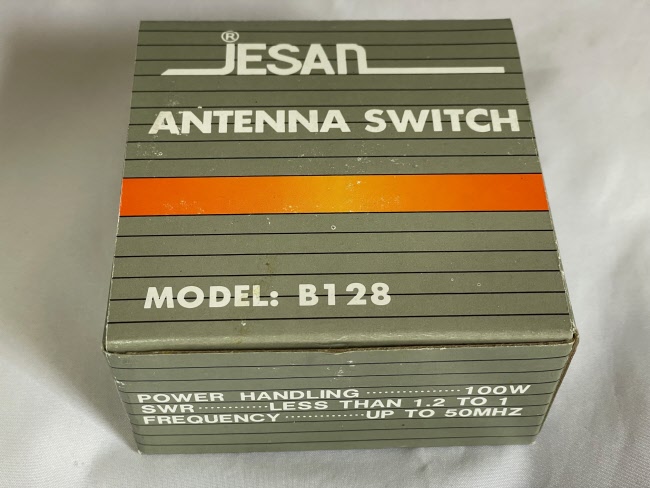 ®
JESAN
ANTENNA SWITCH
MODEL: B128
POWER HANDLING ················ 100W
SWR ············ LESS THAN 1.2 TO 1
FREQUENCY ·············· UP TO 50MHZ